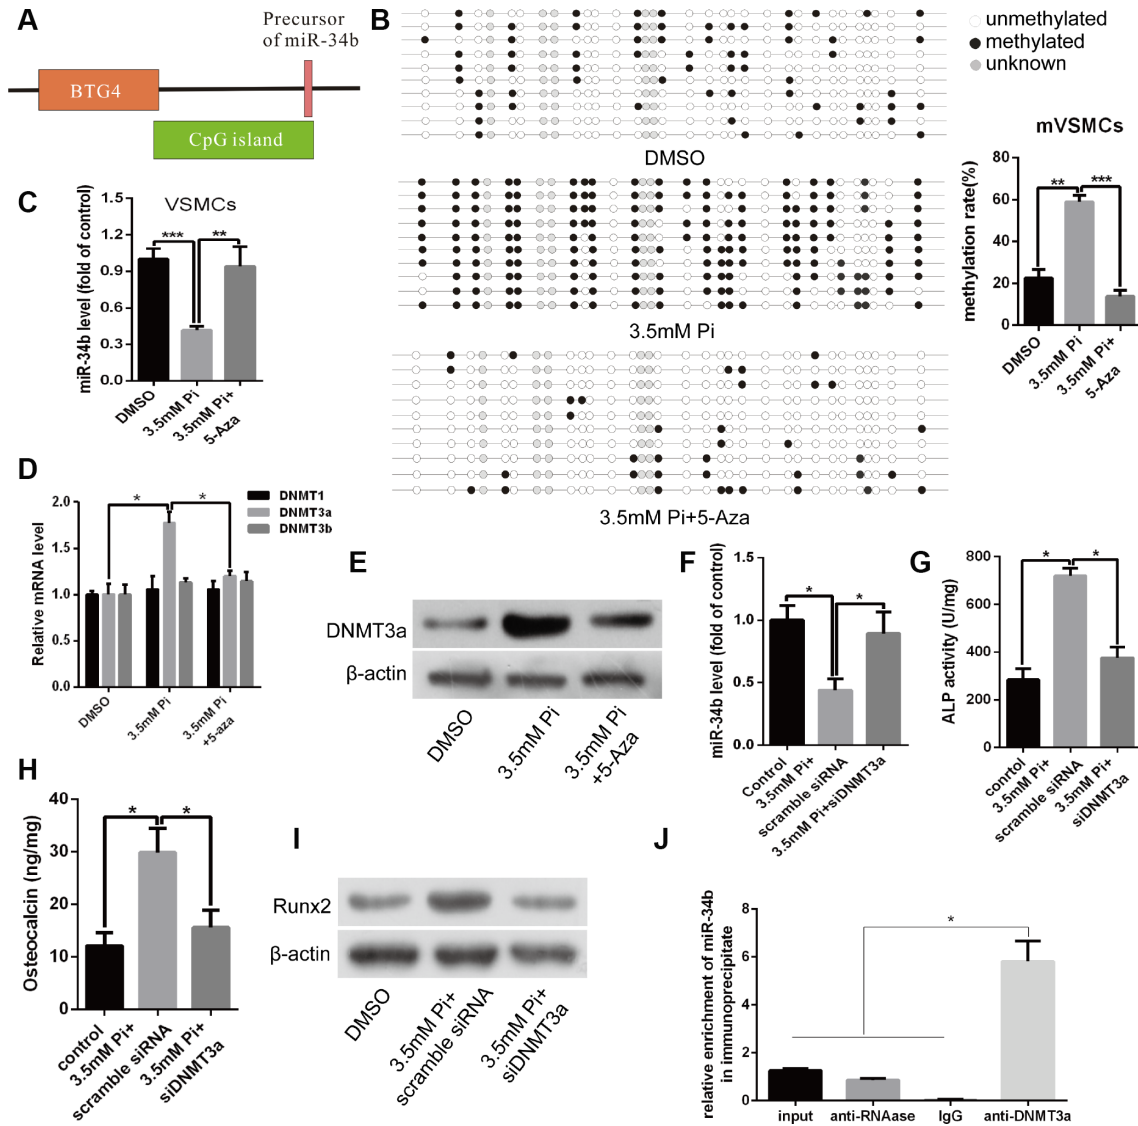 A
Precursor
of miR-34b
BTG4
CpG island
B
unmethylated
methylated
unknown
DMSO
3.5mM Pi
3.5mM Pi+5-Aza
mVSMCs
methylation rate(%)
80
60
40
20
0
**
***
DMSO
3.5mM Pi
3.5mM Pi+
5-Aza
C
VSMCs
miR-34b level (fold of control)
1.5
1.2
0.9
0.6
0.3
0.0
***
**
DMSO
3.5mM Pi
3.5mM Pi+
5-Aza
D
Relative mRNA level
2.0
1.5
1.0
0.5
0.0
*
*
DNMT1
DNMT3a
DNMT3b
DMSO
3.5mM Pi
3.5mM Pi
+5-aza
E
DNMT3a
β-actin
DMSO
3.5mM Pi
3.5mM Pi
+5-Aza
F
miR-34b level (fold of control)
1.5
1.0
0.5
0.0
*
*
Control
3.5mM Pi+
scramble siRNA
3.5mM Pi+siDNMT3a
G
ALP activity (U/mg)
800
600
400
200
0
*
*
conrtol
3.5mM Pi+
scramble siRNA
3.5mM Pi+
siDNMT3a
H
Osteocalcin (ng/mg)
40
30
20
10
0
*
*
control
3.5mM Pi+
scramble siRNA
3.5mM Pi+
siDNMT3a
I
Runx2
β-actin
DMSO
3.5mM Pi+
scramble siRNA
3.5mM Pi+
siDNMT3a
J
relative enrichment of miR-34b
in immunoprecipitate
8
6
4
2
0
*
input
anti-RNAase
IgG
anti-DNMT3a